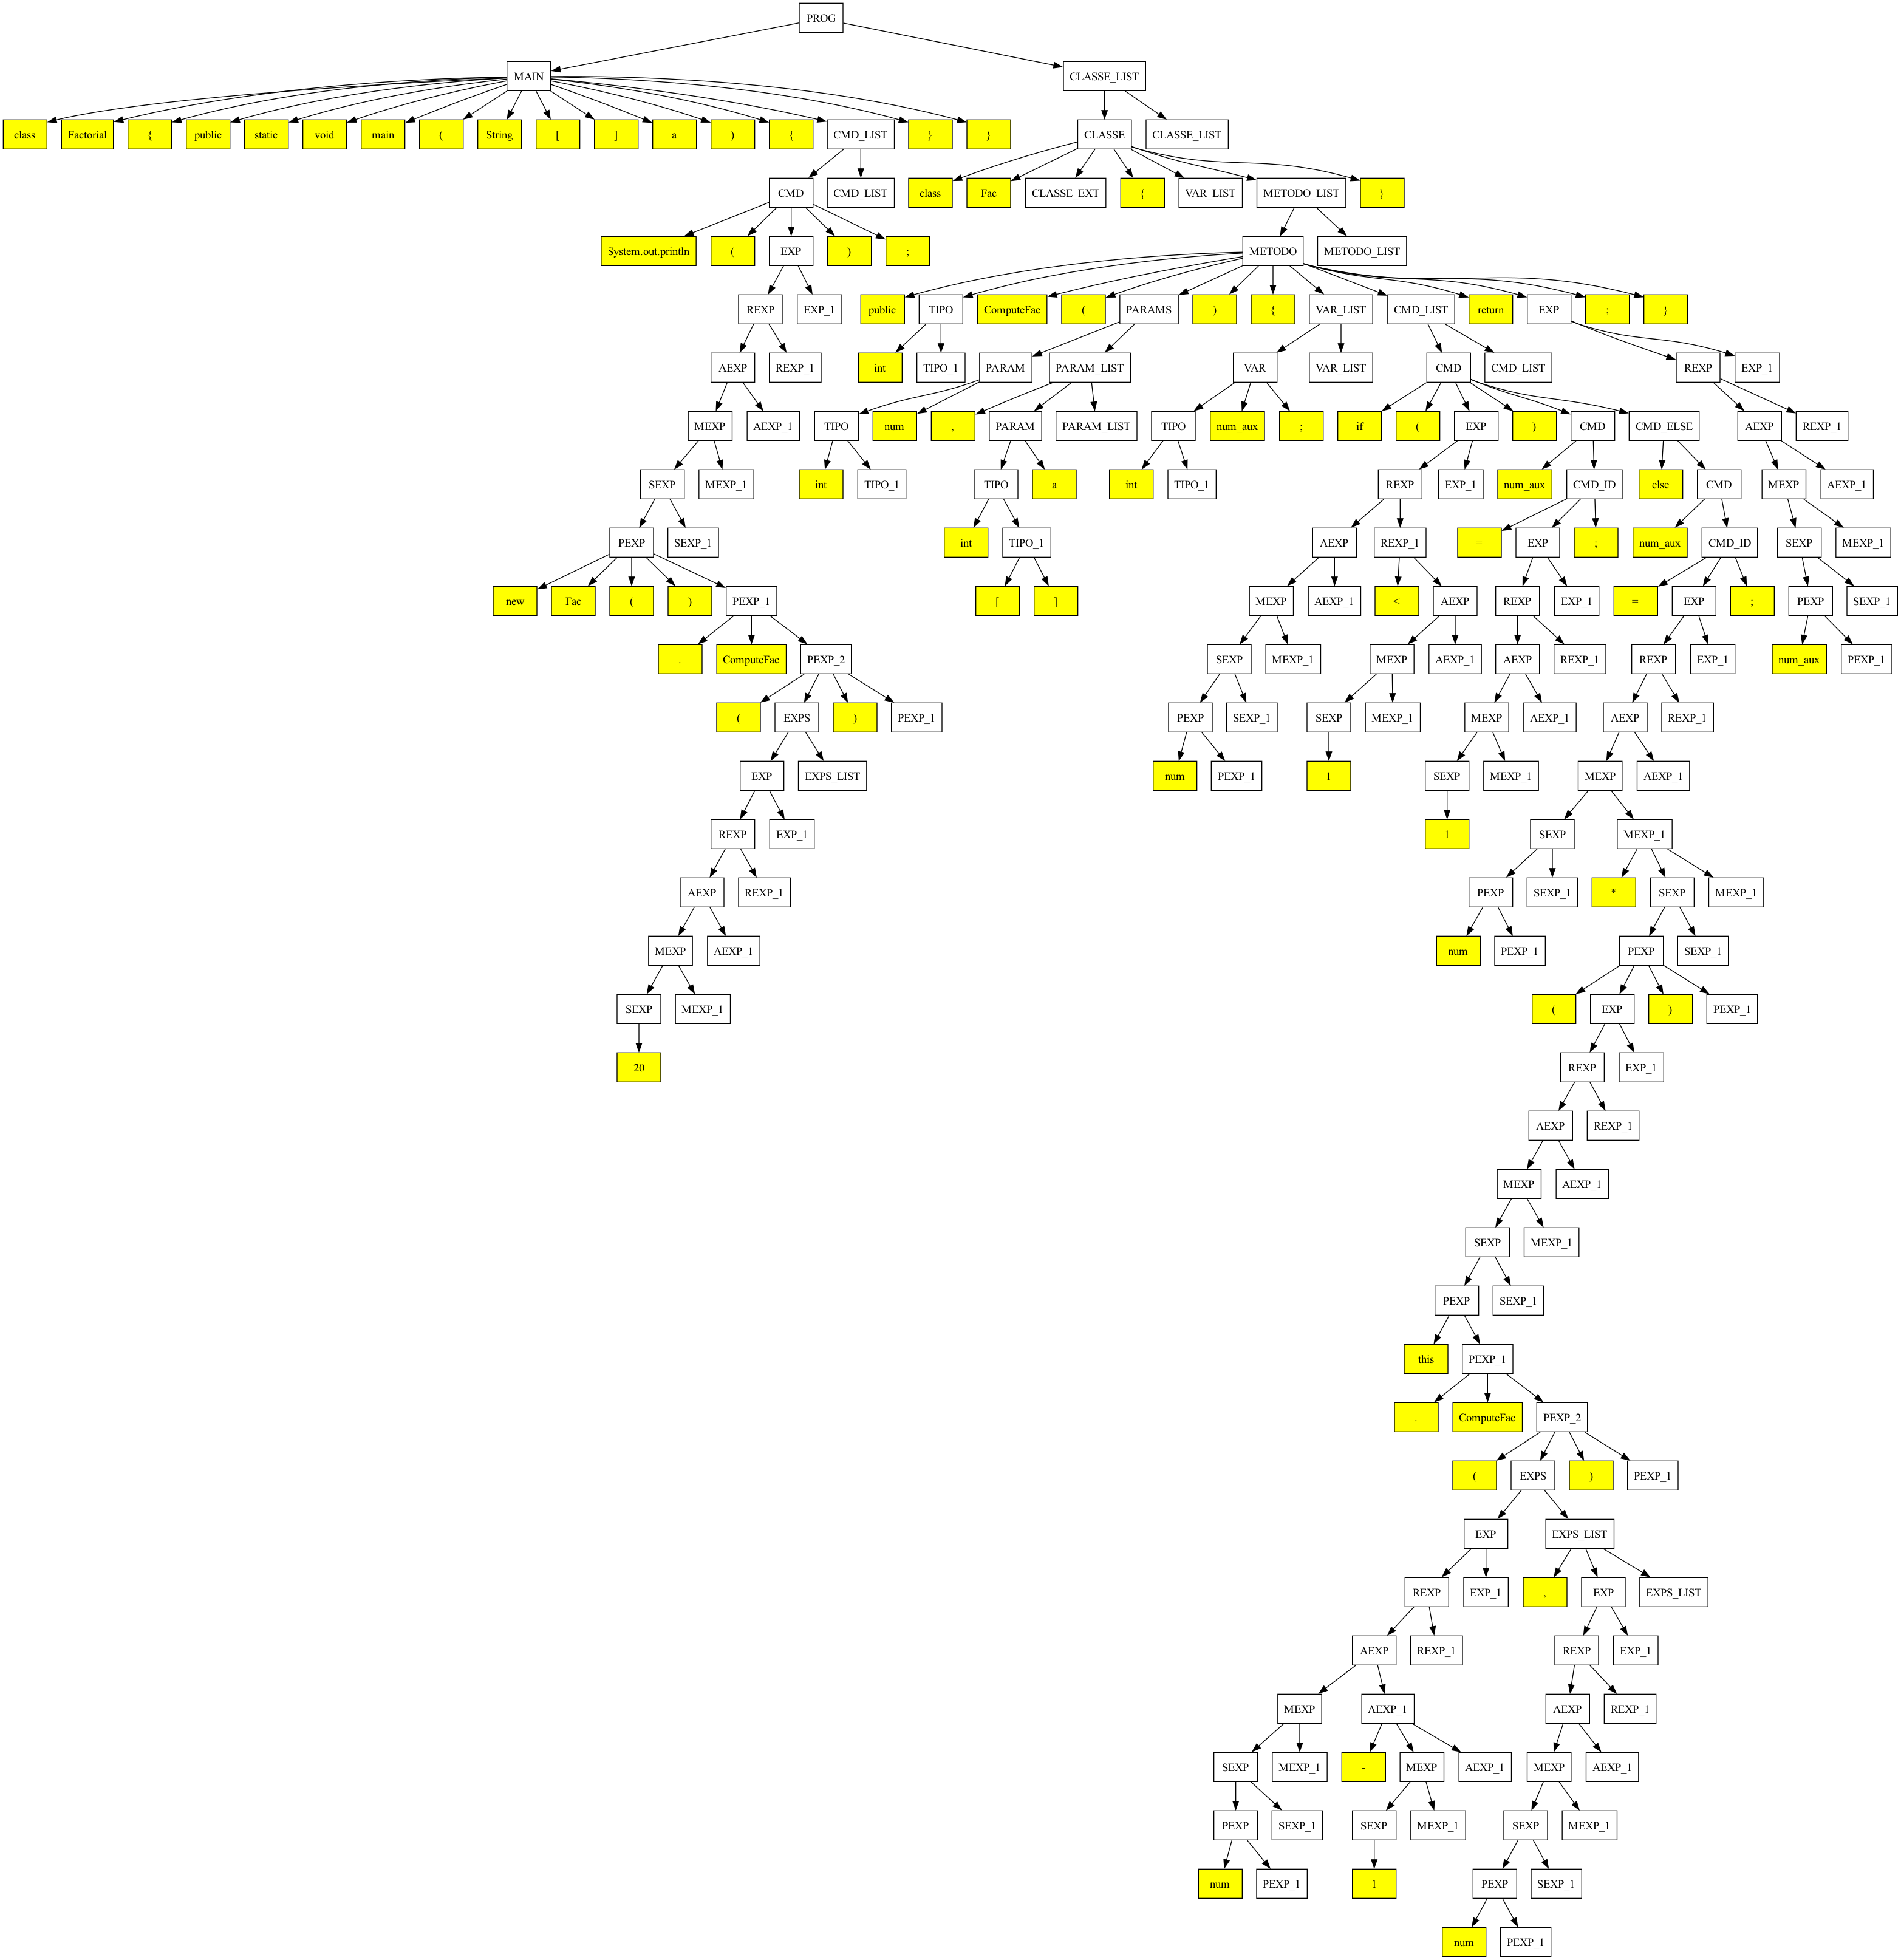 PROG
MAIN CLASSE_LIST
class Factorial { public static void main ( String [ ] a ) { CMD_LIST } } CLASSE CLASSE_LIST
CMD CMD_LIST class Fac CLASSE_EXT { VAR_LIST METODO_LIST }
System.out.println ( EXP ) ; METODO METODO_LIST
REXP EXP_1 public TIPO ComputeFac ( PARAMS ) { VAR_LIST CMD_LIST return EXP ; }
AEXP REXP_1 int TIPO_1 PARAM PARAM_LIST VAR VAR_LIST CMD CMD_LIST REXP EXP_1
MEXP AEXP_1 TIPO num , PARAM PARAM_LIST TIPO num_aux ; if ( EXP ) CMD CMD_ELSE AEXP REXP_1
SEXP MEXP_1 int TIPO_1 TIPO a int TIPO_1 REXP EXP_1 num_aux CMD_ID else CMD MEXP AEXP_1
PEXP SEXP_1 int TIPO_1 AEXP REXP_1 = EXP ; num_aux CMD_ID SEXP MEXP_1
new Fac ( ) PEXP_1 [ ] MEXP AEXP_1 < AEXP REXP EXP_1 = EXP ; PEXP SEXP_1
. ComputeFac PEXP_2 SEXP MEXP_1 MEXP AEXP_1 AEXP REXP_1 REXP EXP_1 num_aux PEXP_1
( EXPS ) PEXP_1 PEXP SEXP_1 SEXP MEXP_1 MEXP AEXP_1 AEXP REXP_1
EXP EXPS_LIST num PEXP_1 1 SEXP MEXP_1 MEXP AEXP_1
REXP EXP_1 1 SEXP MEXP_1
AEXP REXP_1 PEXP SEXP_1 * SEXP MEXP_1
MEXP AEXP_1 num PEXP_1 PEXP SEXP_1
SEXP MEXP_1 ( EXP ) PEXP_1
20 REXP EXP_1
AEXP REXP_1
MEXP AEXP_1
SEXP MEXP_1
PEXP SEXP_1
this PEXP_1
. ComputeFac PEXP_2
( EXPS ) PEXP_1
EXP EXPS_LIST
REXP EXP_1 , EXP EXPS_LIST
AEXP REXP_1 REXP EXP_1
MEXP AEXP_1 AEXP REXP_1
SEXP MEXP_1 - MEXP AEXP_1 MEXP AEXP_1
PEXP SEXP_1 SEXP MEXP_1 SEXP MEXP_1
num PEXP_1 1 PEXP SEXP_1
num PEXP_1